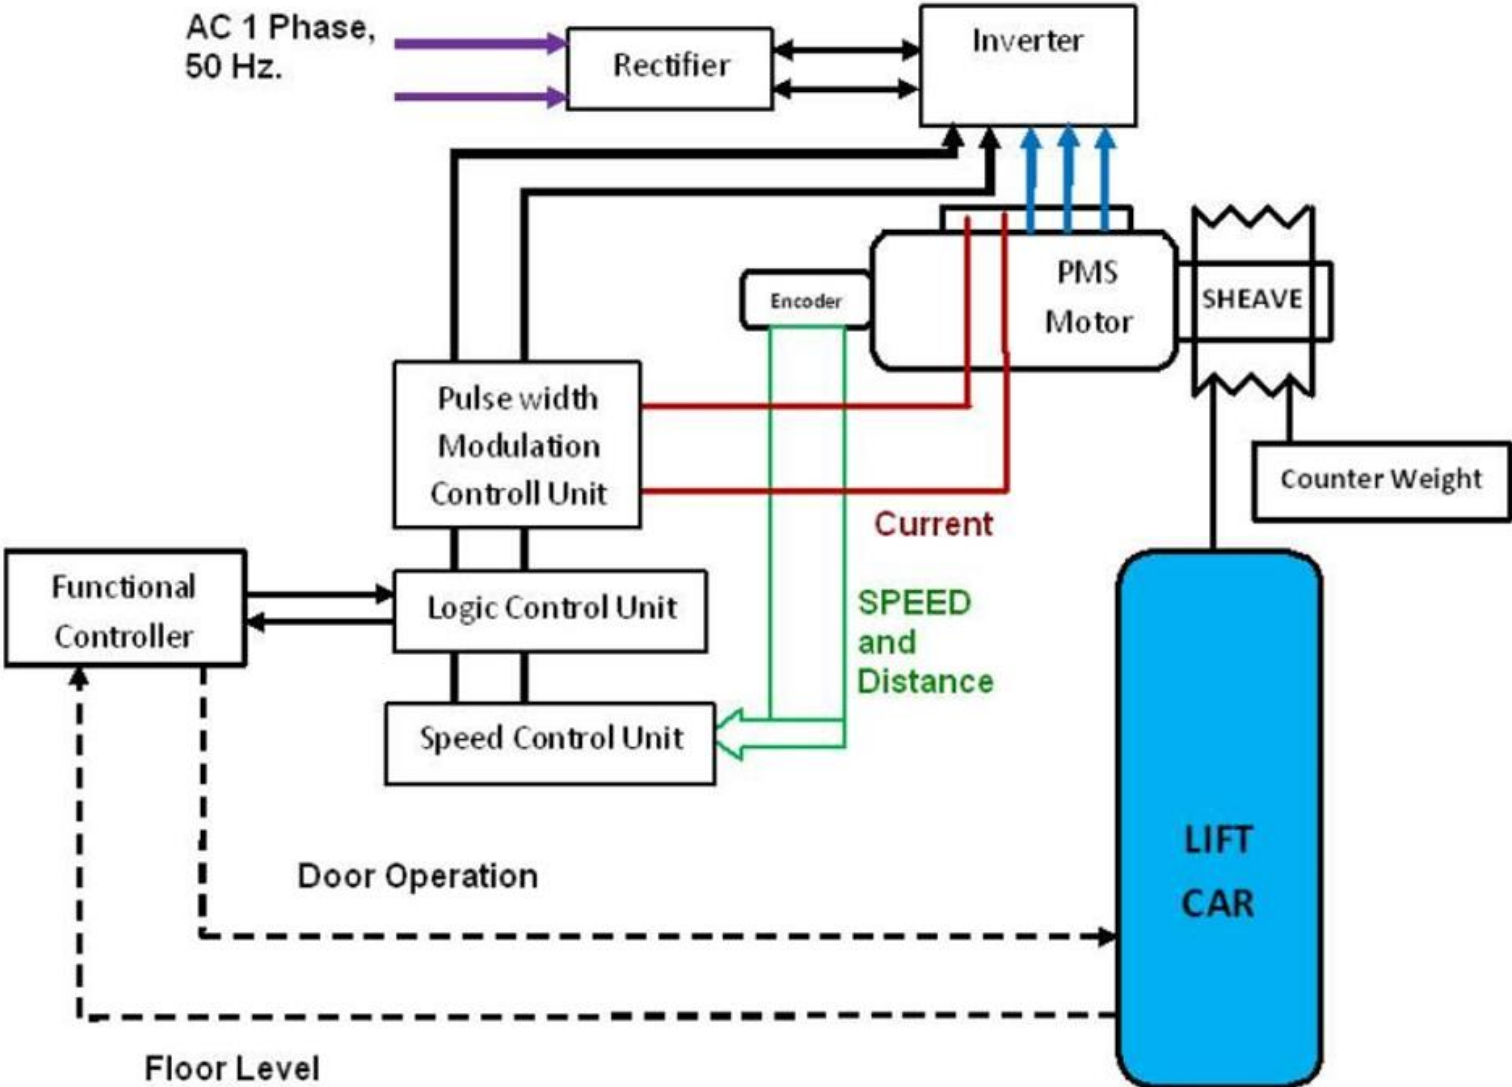 AC 1 Phase,
50 Hz.
Rectifier
Inverter
PMS
Motor
SHEAVE
Encoder
Pulse width
Modulation
Controll Unit
Counter Weight
Current
Functional
Controller
Logic Control Unit
SPEED
and
Distance
Speed Control Unit
LIFT
CAR
Door Operation
Floor Level